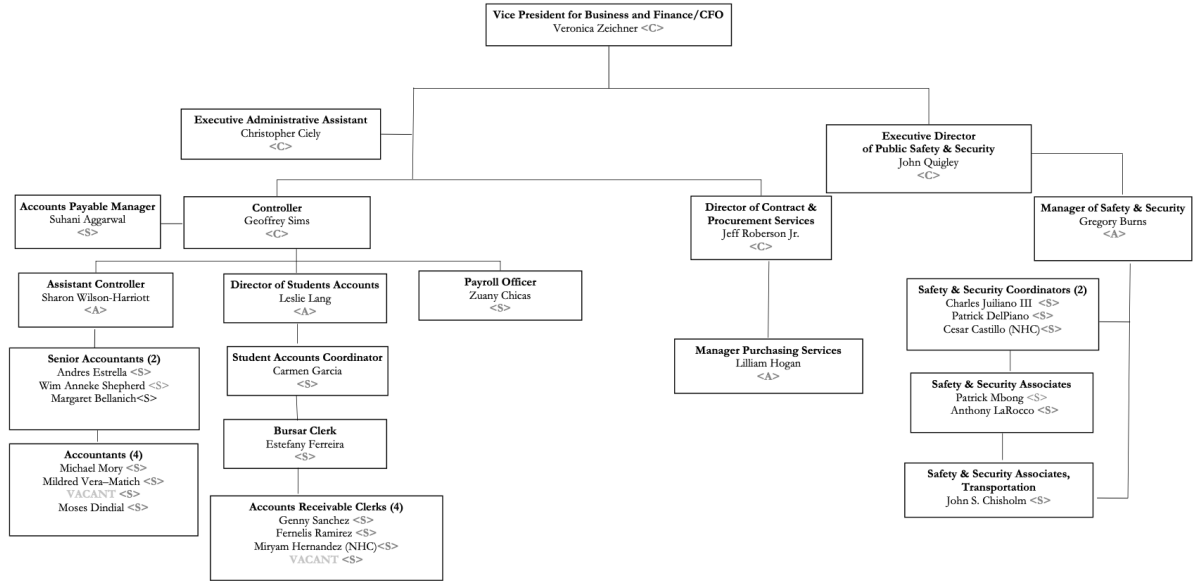 Vice President for Business and Finance/CFO
Veronica Zeichner <C>
Executive Administrative Assistant
Christopher Ciely
<C>
Executive Director
of Public Safety & Security
John Quigley
<C>
Accounts Payable Manager
Suhani Aggarwal
<S>
Controller
Geoffrey Sims
<C>
Director of Contract &
Procurement Services
Jeff Roberson Jr.
<C>
Manager of Safety & Security
Gregory Burns
<A>
Assistant Controller
Sharon Wilson-Harriott
<A>
Director of Students Accounts
Leslie Lang
<A>
Payroll Officer
Zuany Chicas
<S>
Safety & Security Coordinators (2)
Charles Juiliano III <S>
Patrick DelPiano <S>
Cesar Castillo (NHC)<S>
Senior Accountants (2)
Andres Estrella <S>
Wim Anneke Shepherd <S>
Margaret Bellanich<S>
Student Accounts Coordinator
Carmen Garcia
<S>
Manager Purchasing Services
Lilliam Hogan
<A>
Safety & Security Associates
Patrick Mbong <S>
Anthony LaRocco <S>
Bursar Clerk
Estefany Ferreira
<S>
Accountants (4)
Michael Mory <S>
Mildred Vera–Matich <S>
VACANT <S>
Moses Dindial <S>
Safety & Security Associates,
Transportation
John S. Chisholm <S>
Accounts Receivable Clerks (4)
Genny Sanchez <S>
Fernelis Ramirez <S>
Miryam Hernandez (NHC)<S>
VACANT <S>